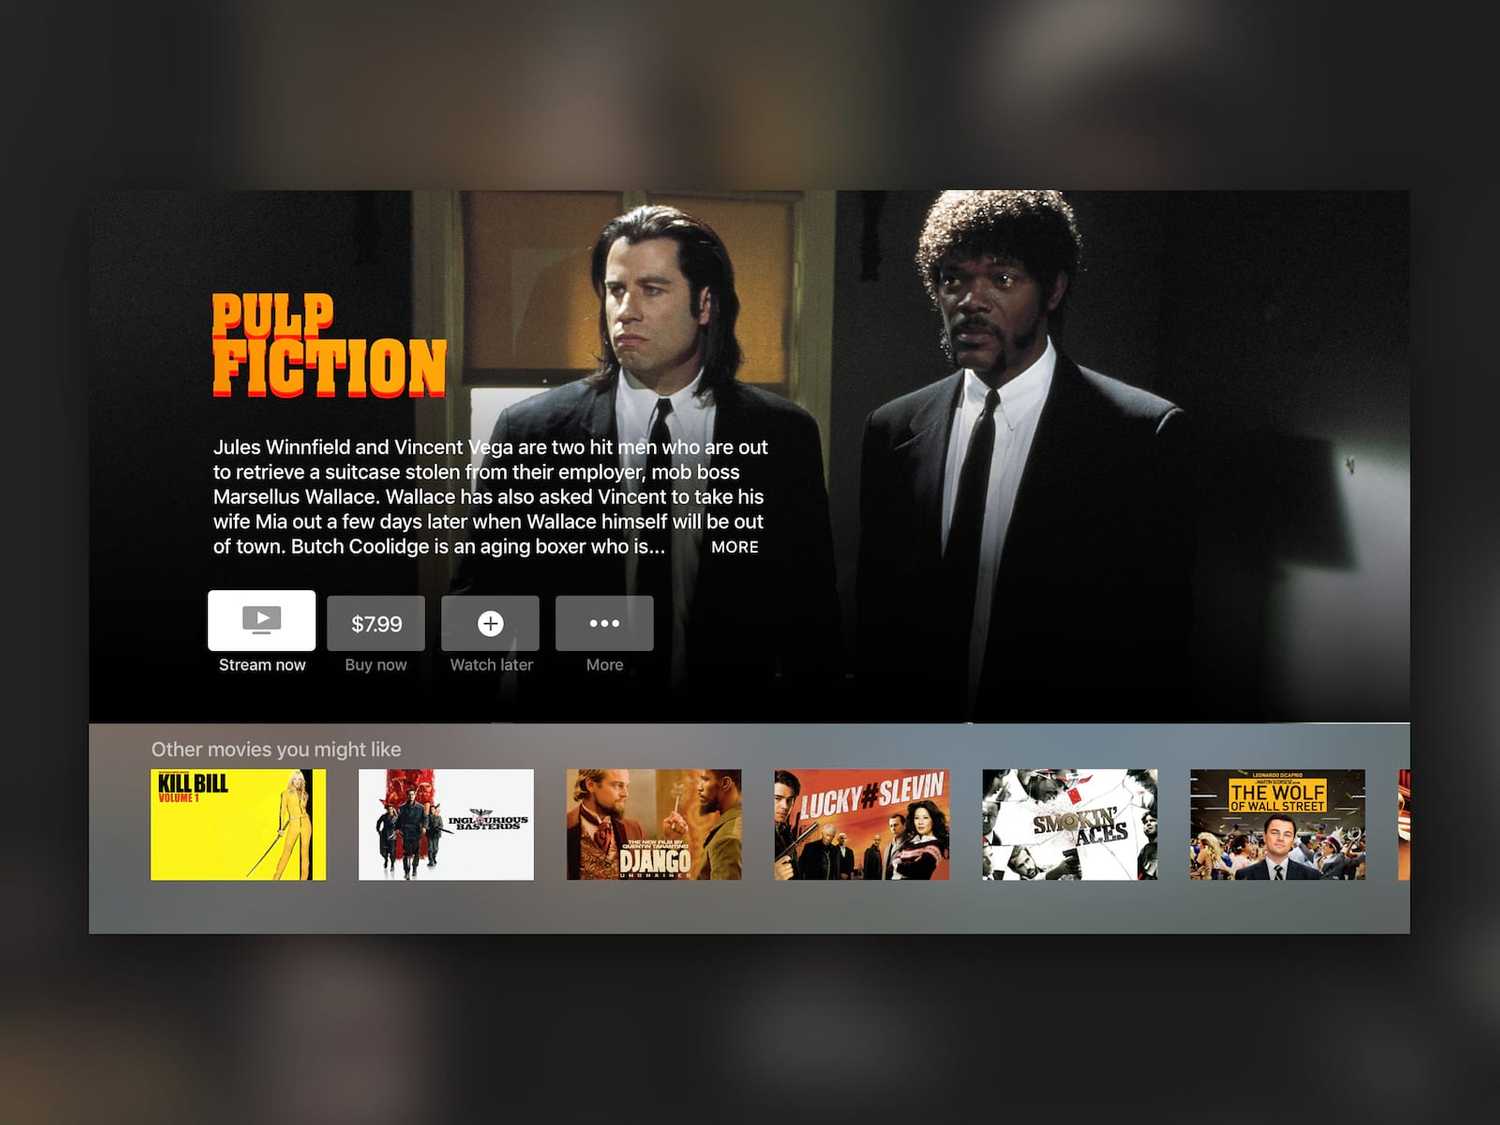 PULP
FICTION
Jules Winnfield and Vincent Vega are two hit men who are out
to retrieve a suitcase stolen from their employer, mob boss
Marsellus Wallace. Wallace has also asked Vincent to take his
wife Mia out a few days later when Wallace himself will be out
of town. Butch Coolidge is an aging boxer who is... MORE
$7.99
Stream now Buy now Watch later More
Other movies you might like
KILL BILL
VOLUME 1
INGLOURIOUS
BASTERDS
THE NEW FILM BY
QUENTIN TARANTINO
DJANGO
UNCHAINED
LUCKY#SLEVIN
SMOKIN'
ACES
LEONARDO DICAPRIO
THE WOLF
OF WALL STREET